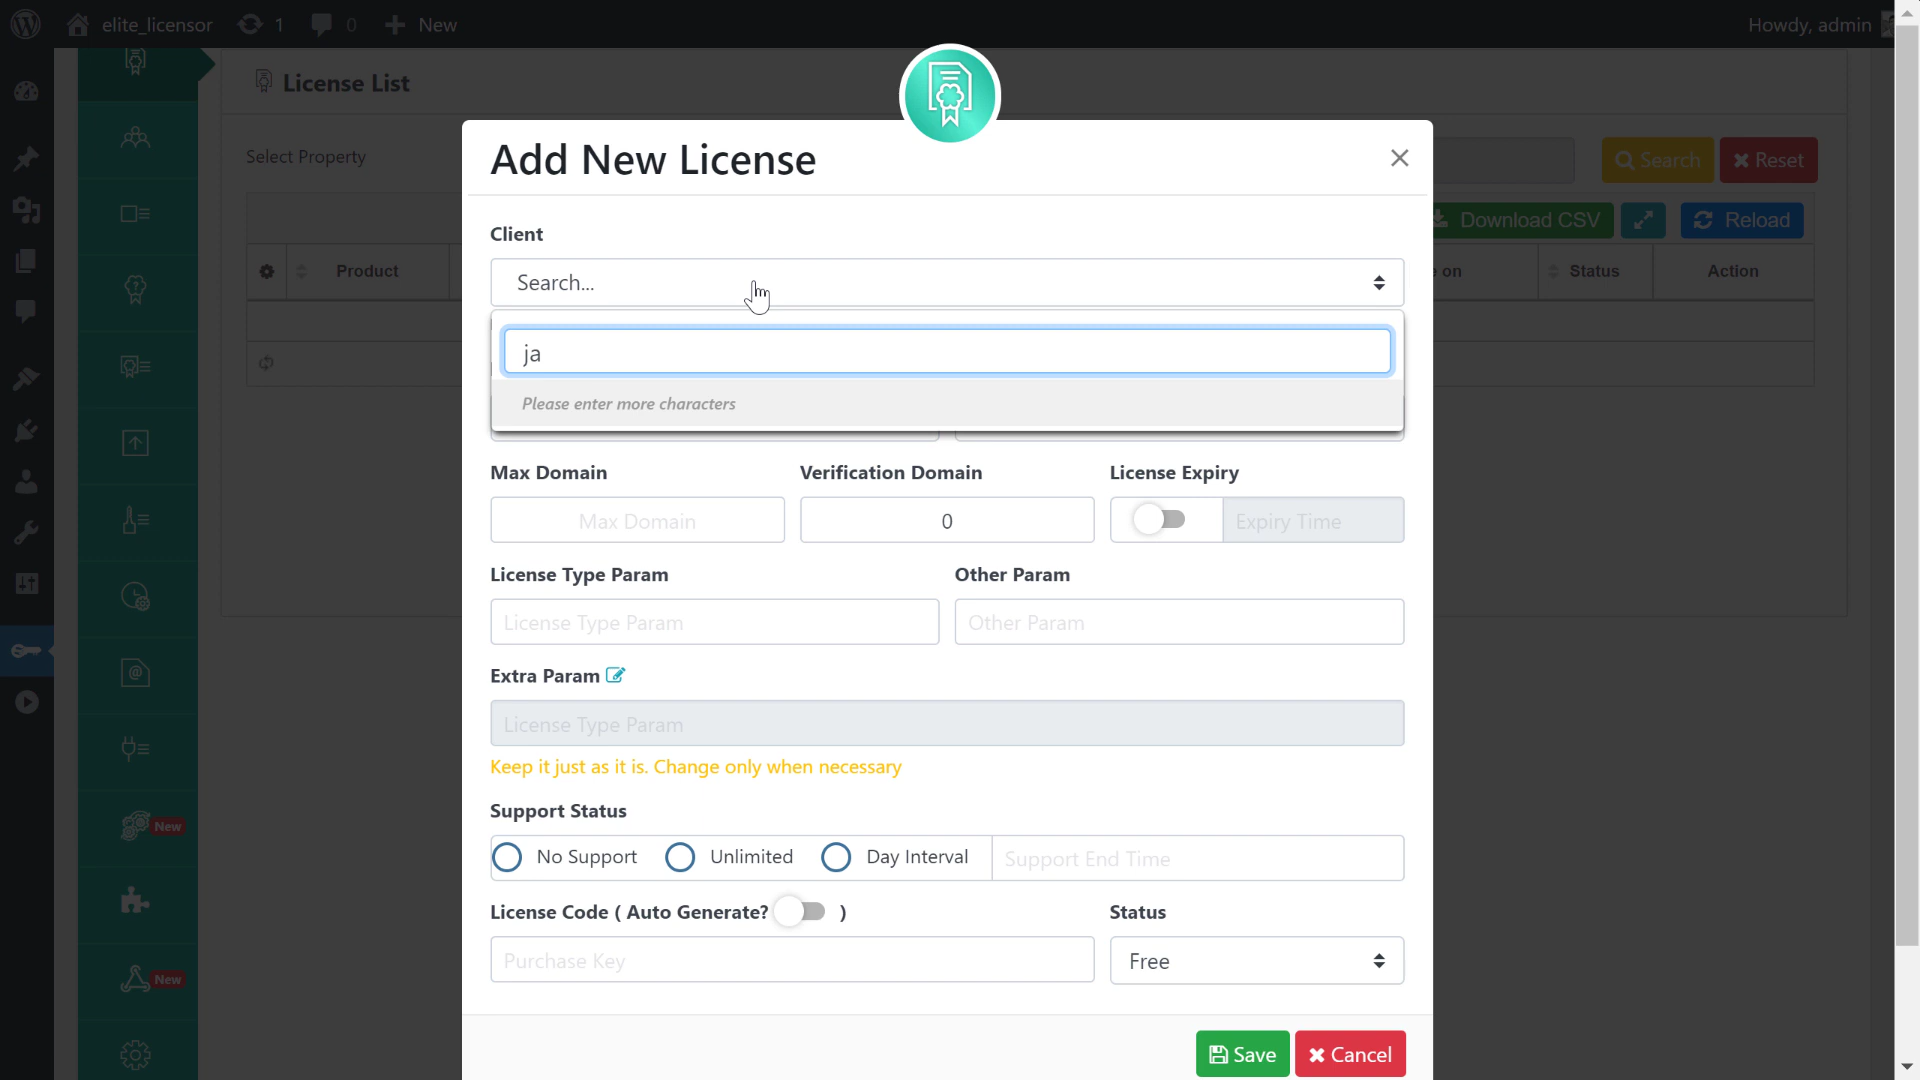 elite_licensor 1 0 New Howdy, admin
License List
Select Property
Search Reset
Download CSV Reload
Product e on Status Action
Add New License
Client
Search...
ja
Please enter more characters
Max Domain Verification Domain License Expiry
Max Domain 0 Expiry Time
License Type Param Other Param
License Type Param Other Param
Extra Param
License Type Param
Keep it just as it is. Change only when necessary
Support Status
No Support Unlimited Day Interval Support End Time
License Code ( Auto Generate? ) Status
Purchase Key Free
New
New
Save Cancel